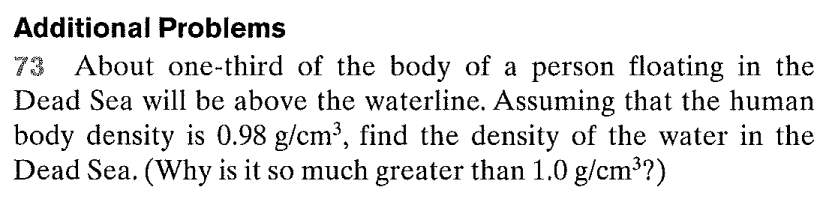 Additional Problems
73 About one-third of the body of a person floating in the
Dead Sea will be above the waterline. Assuming that the human
body density is 0.98 g/cm³, find the density of the water in the
Dead Sea. (Why is it so much greater than 1.0 g/cm³?)